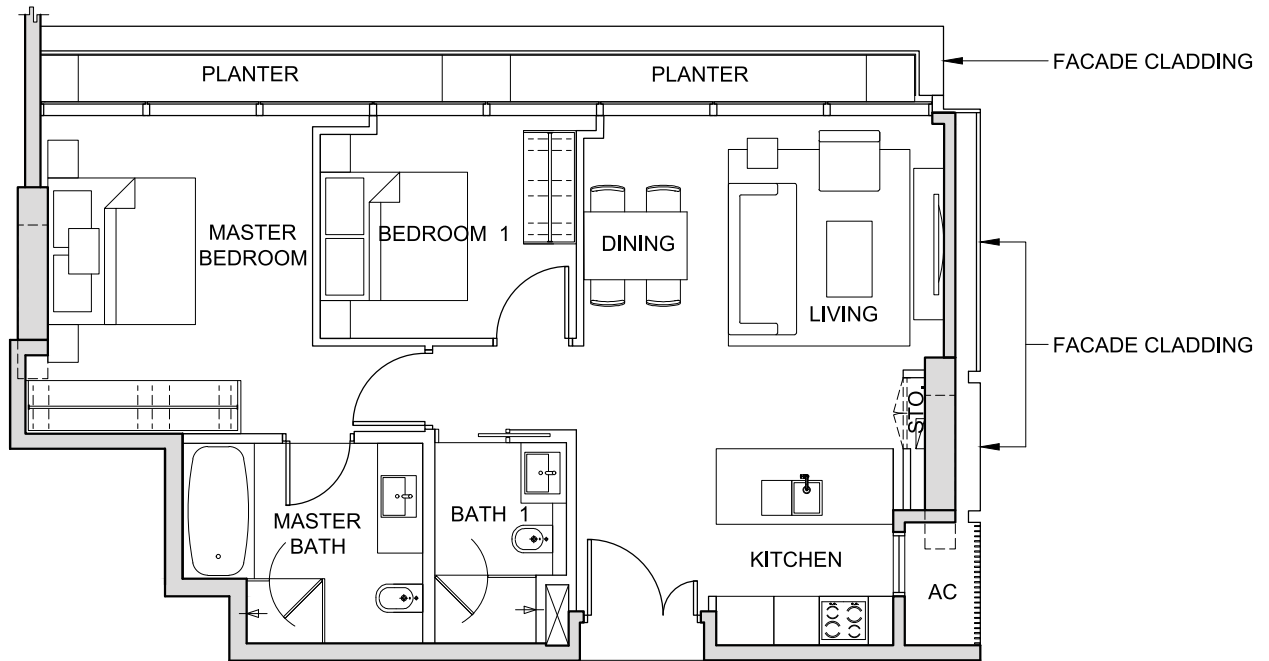 PLANTER
PLANTER
FACADE CLADDING
MASTER
BEDROOM
BEDROOM 1
DINING
LIVING
FACADE CLADDING
STO.
MASTER
BATH
BATH 1
KITCHEN
AC